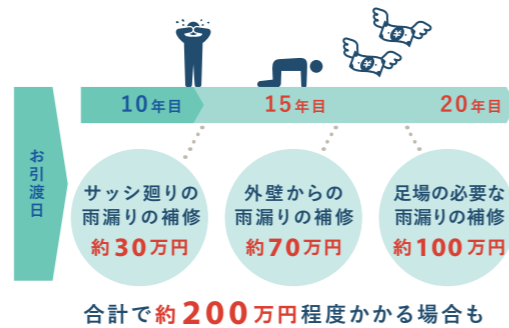 ¥
¥
10年目
15年目
20年目
お引渡日
サッシ廻りの
雨漏りの補修
約30万円
外壁からの
雨漏りの補修
約70万円
足場の必要な
雨漏りの補修
約100万円
合計で約200万円程度かかる場合も